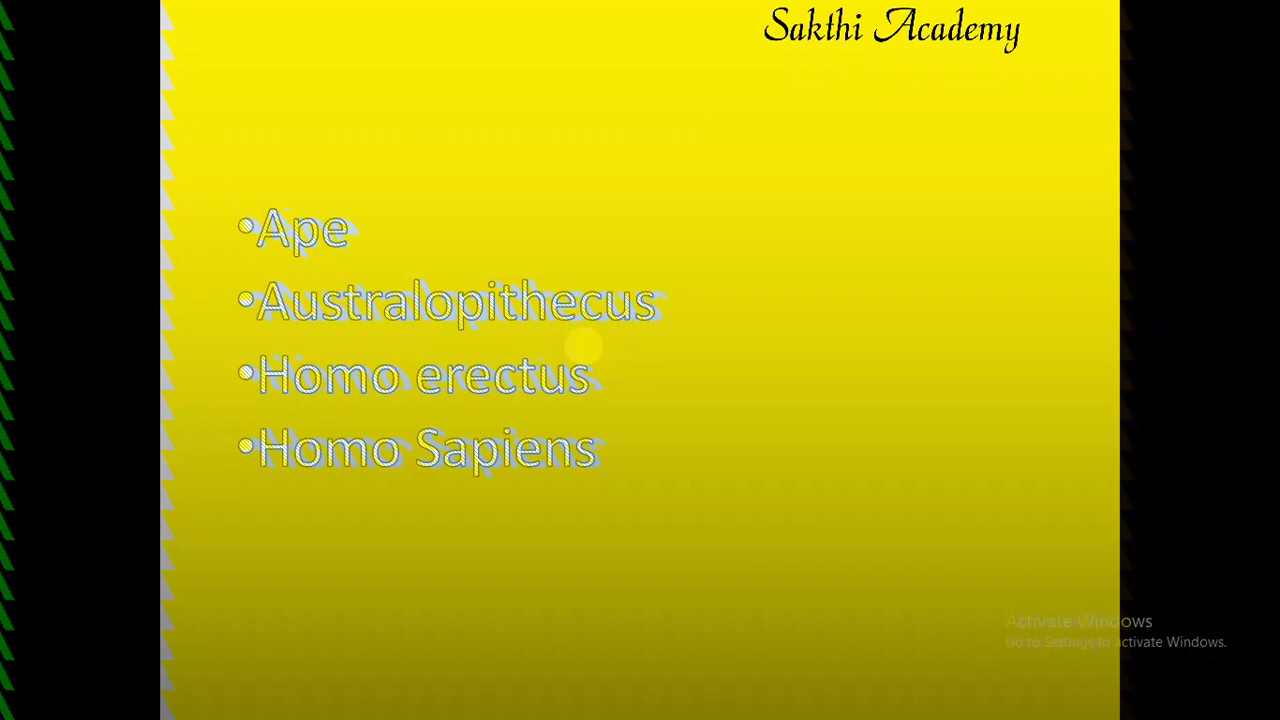 Sakthi Academy
•Ape
•Australopithecus
•Homo erectus
•Homo Sapiens
Activate Windows
Go to Settings to activate Windows.